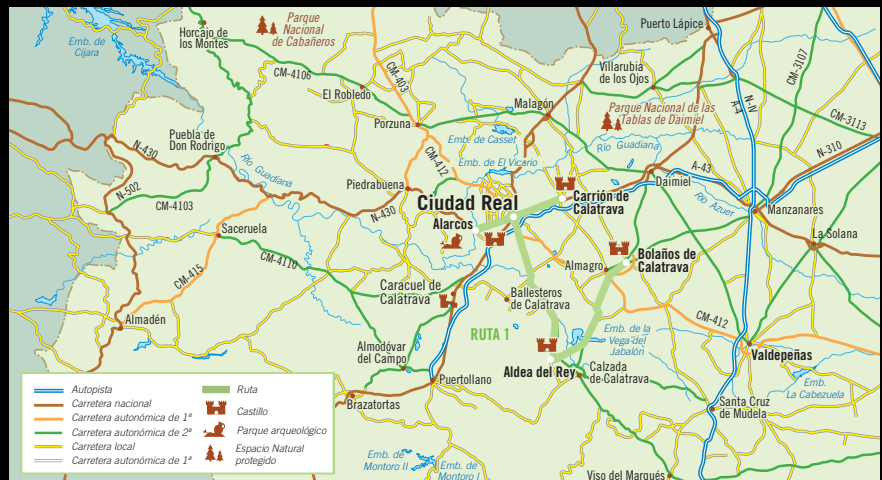 Parque
Nacional
de Cabañeros
Puerto Lápice
Horcajo de
los Montes
Emb. de
Cíjara
CM-4106
CM-403
Villarubia
de los Ojos
CM-3107
N-IV
A-4
El Robledo
Malagón
Parque Nacional de las
Tablas de Daimiel
CM-3113
Porzuna
Puebla de
Don Rodrigo
Emb. de Casset
Río Guadiana
N-310
N-430
CM-412
Emb. de El Vicario
A-43
Río Guadiana
Piedrabuena
Daimiel
N-502
Ciudad Real
Carrión de
Calatrava
Río Azuer
CM-4103
N-430
Manzanares
Alarcos
Saceruela
La Solana
CM-4110
Almagro
Bolaños de
Calatrava
CM-415
Caracuel de
Calatrava
Ballesteros
de Calatrava
CM-412
Almadén
RUTA 1
Emb. de la
Vega del
Jabalón
Almodóvar
del Campo
Valdepeñas
Aldea del Rey
Calzada
de Calatrava
Puertollano
Emb.
La Cabezuela
Brazatortas
Santa Cruz
de Mudela
Emb. de
Montoro II
Emb. de
Montoro I
Viso del Marqués
Autopista
Carretera nacional
Carretera autonómica de 1ª
Carretera autonómica de 2ª
Carretera local
Carretera autonómica de 1ª
Ruta
Castillo
Parque arqueológico
Espacio Natural
protegido